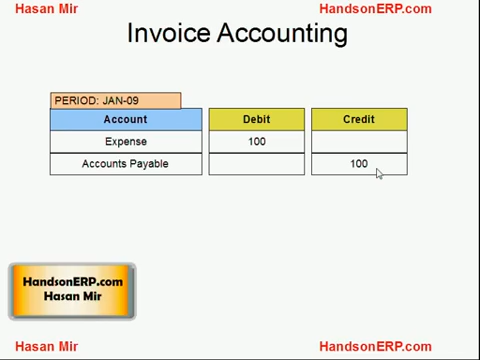 Hasan Mir HandsonERP.com
Invoice Accounting
PERIOD: JAN-09
Account Debit Credit
Expense 100
Accounts Payable 100
HandsonERP.com
Hasan Mir
Hasan Mir HandsonERP.com